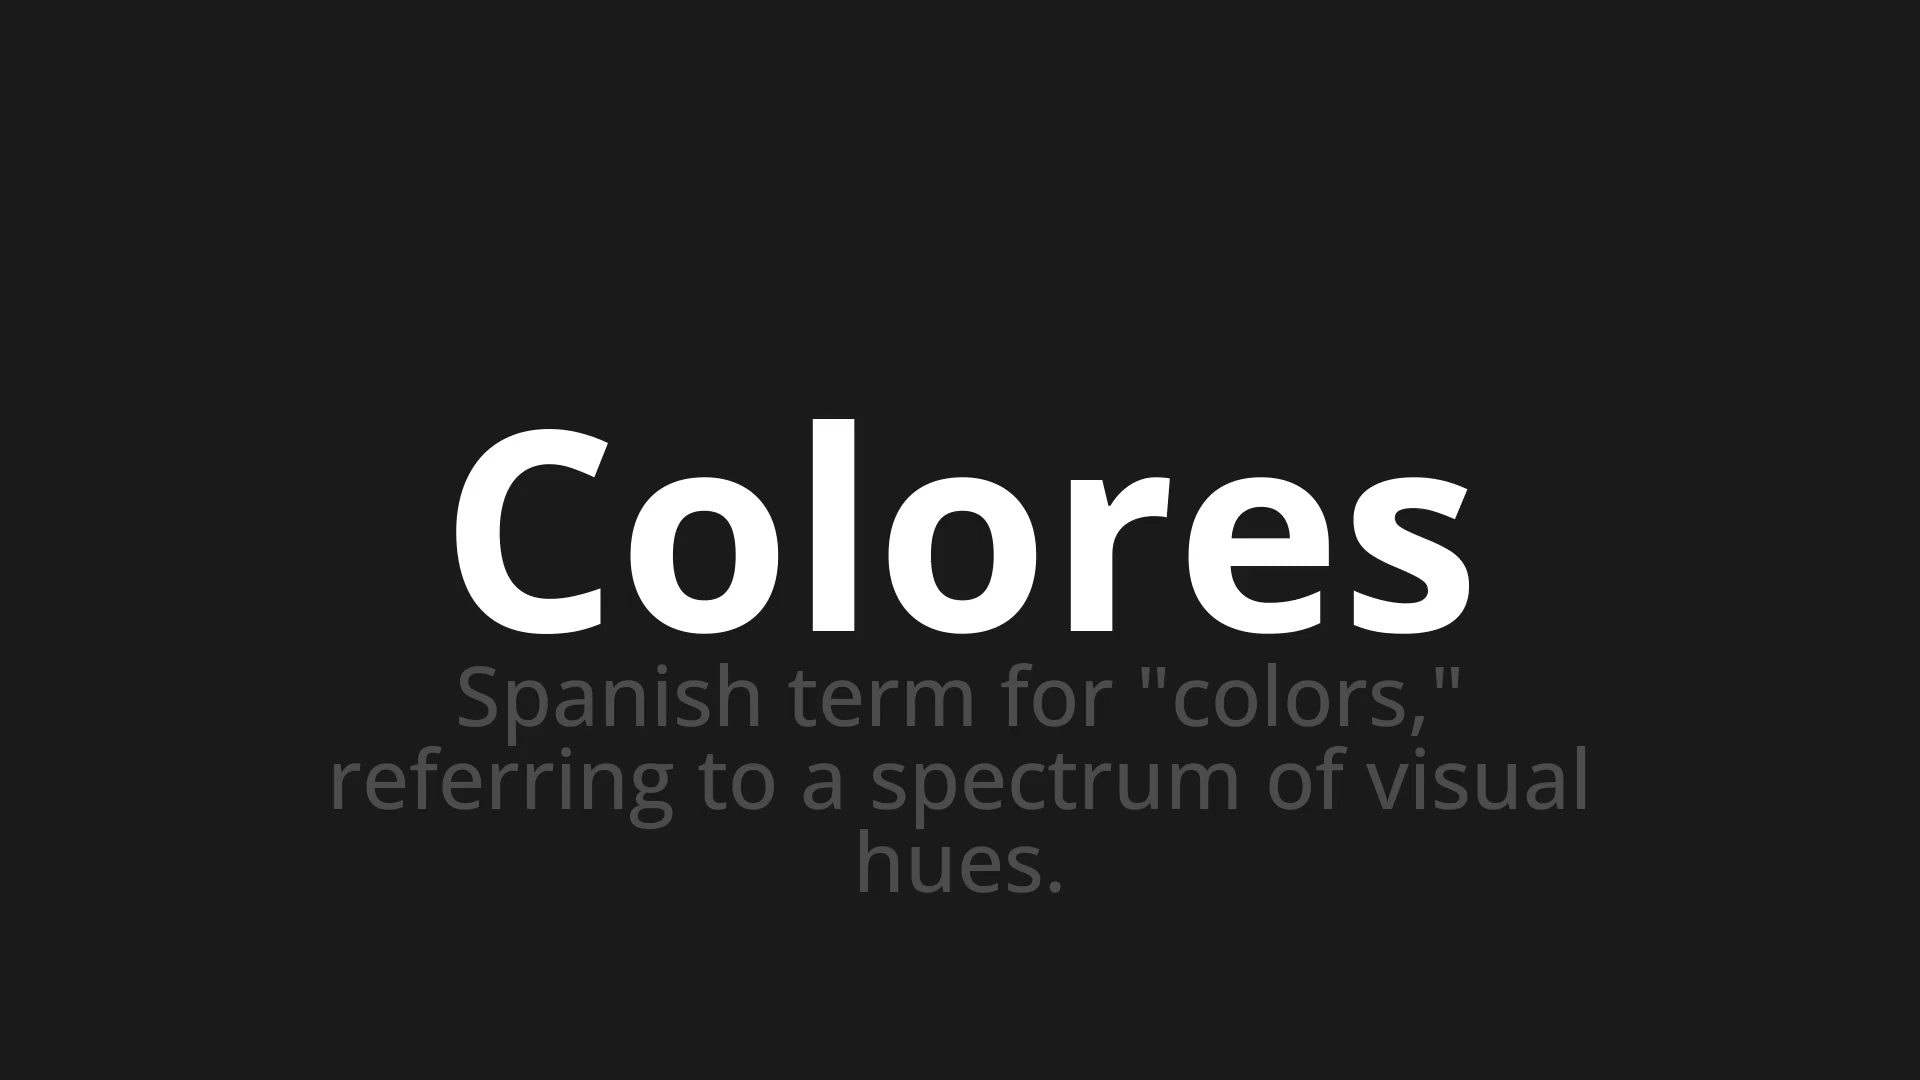 Colores
Spanish term for "colors,"
referring to a spectrum of visual
hues.